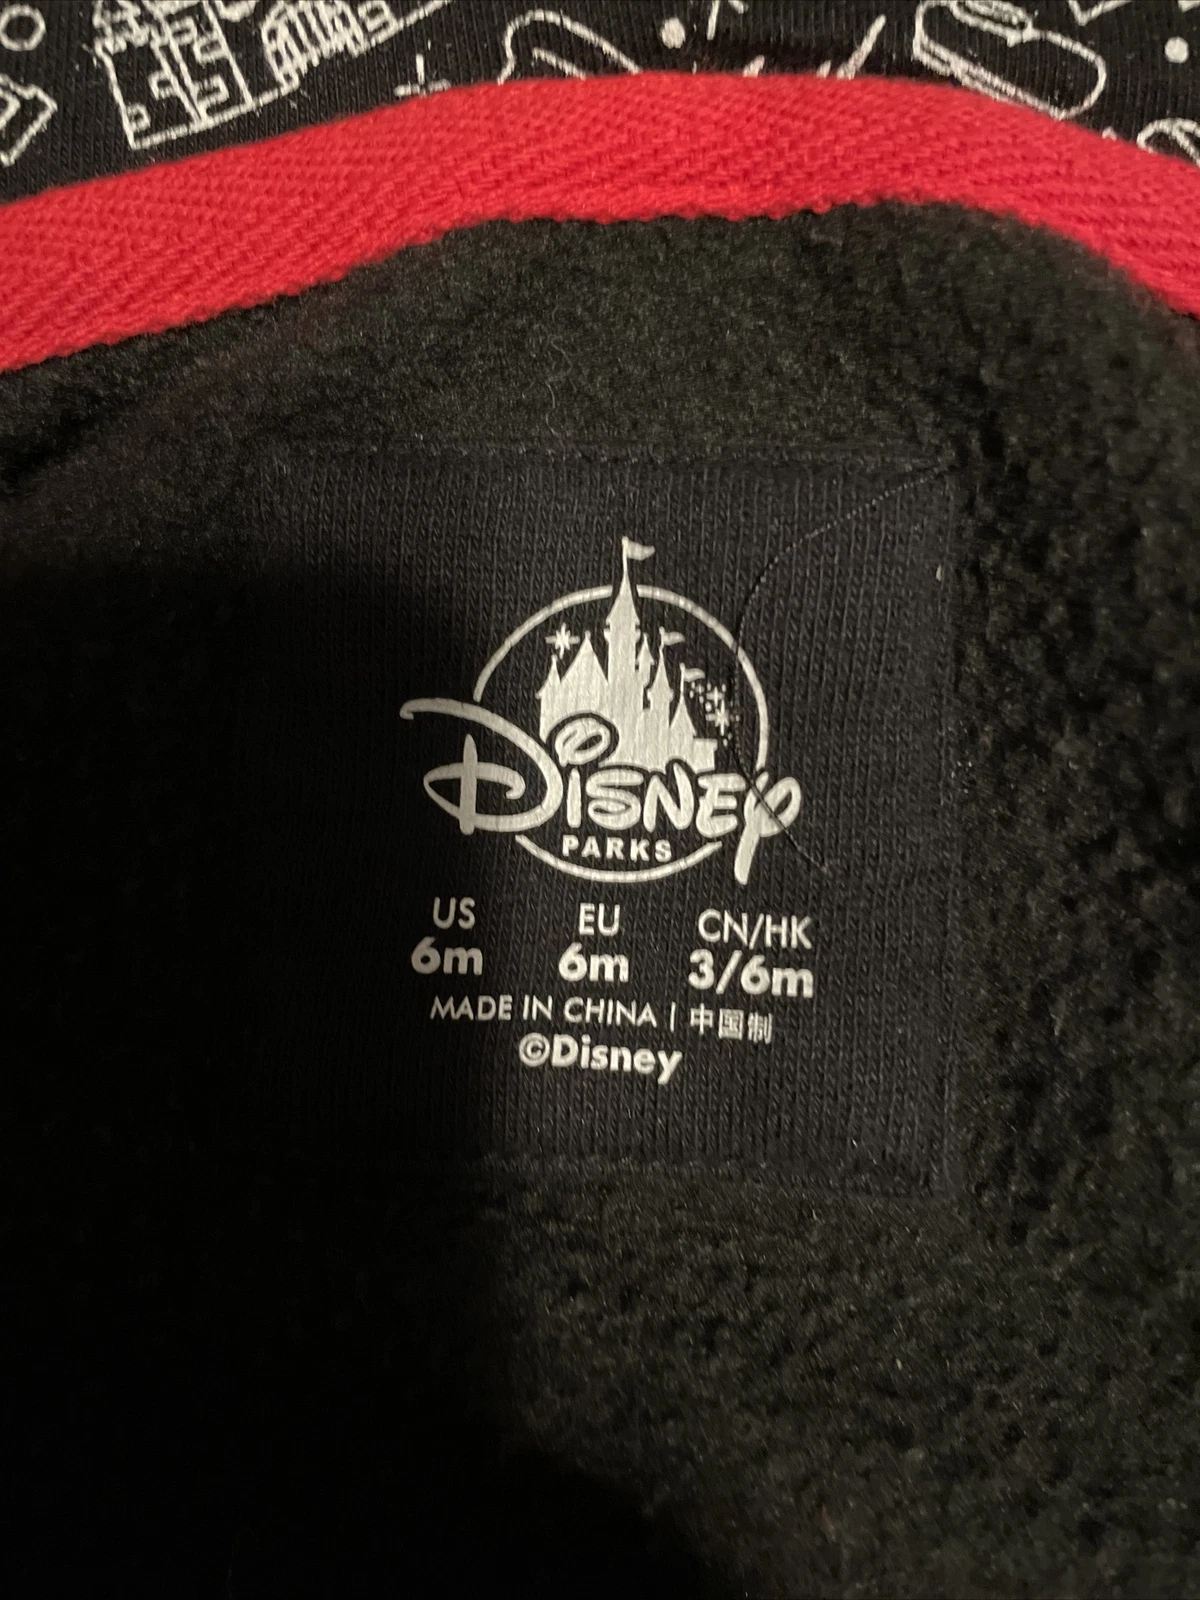 Disney
PARKS
US EU CN/HK
6m 6m 3/6m
MADE IN CHINA | 中国制
©Disney